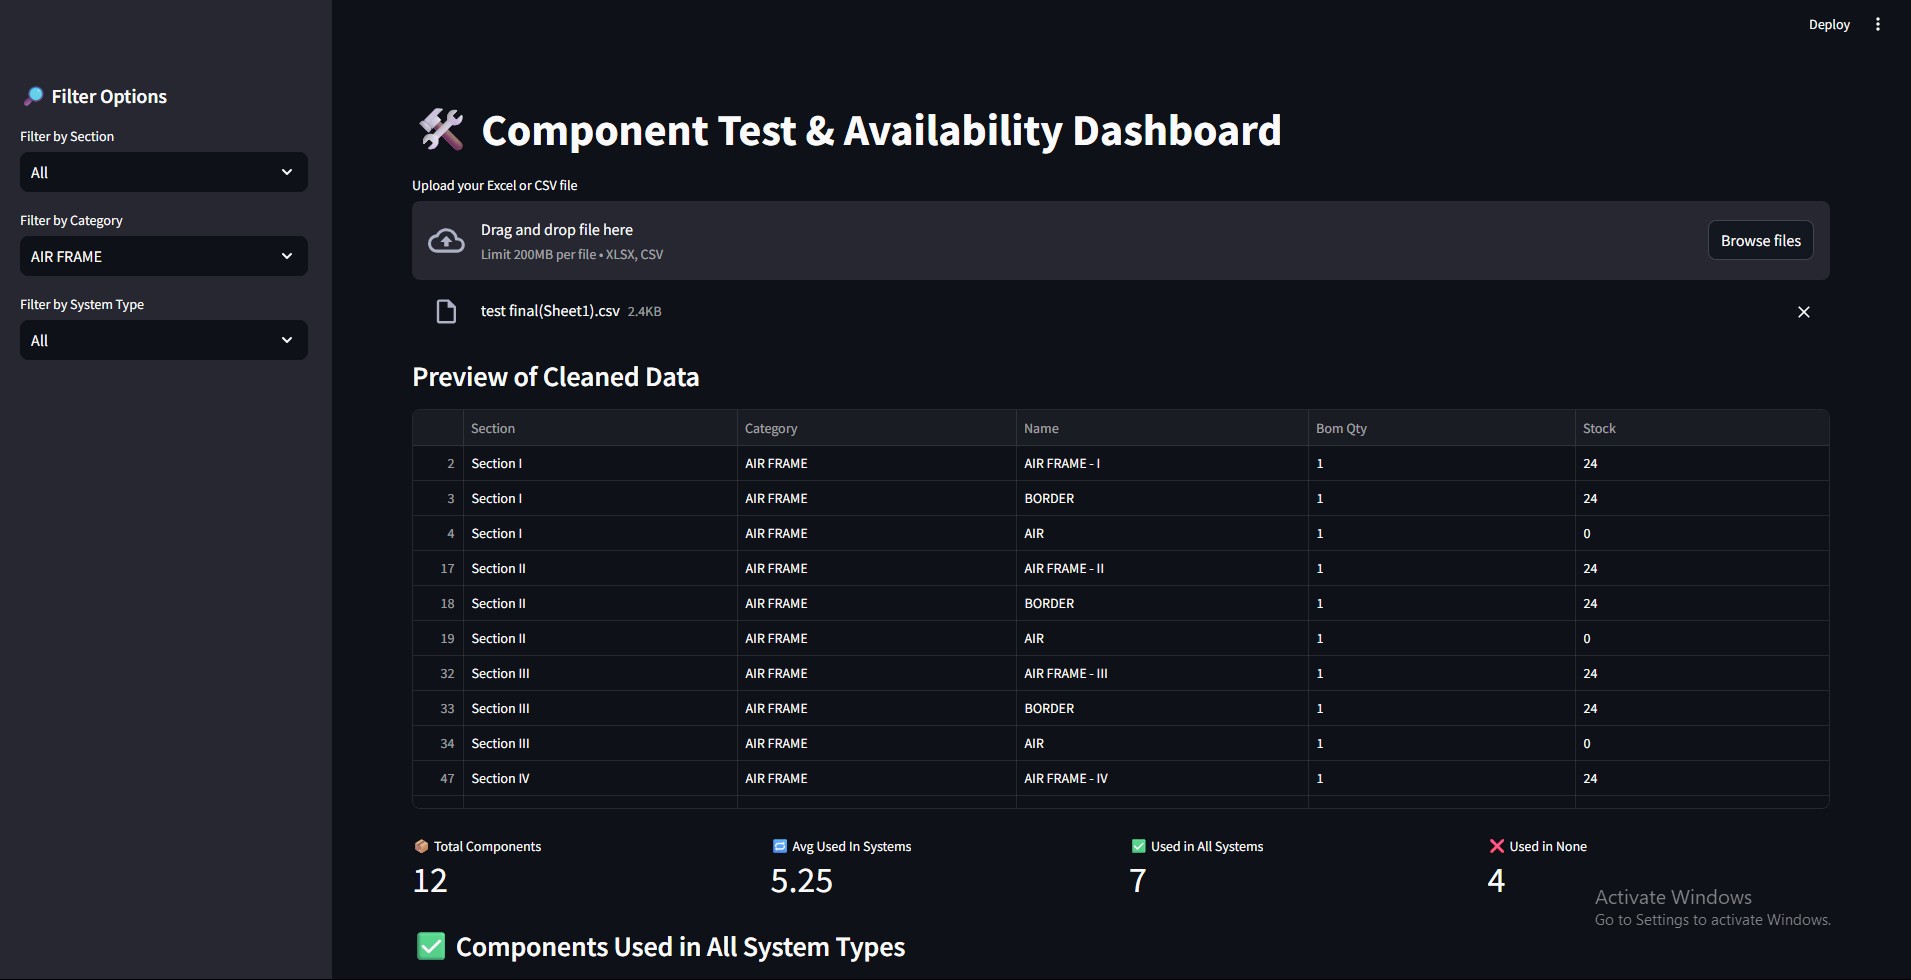 Deploy
Filter Options
Filter by Section
All
Filter by Category
AIR FRAME
Filter by System Type
All
Component Test & Availability Dashboard
Upload your Excel or CSV file
Drag and drop file here
Limit 200MB per file • XLSX, CSV
Browse files
test final(Sheet1).csv 2.4KB
Preview of Cleaned Data
Section Category Name Bom Qty Stock
2 Section I AIR FRAME AIR FRAME - I 1 24
3 Section I AIR FRAME BORDER 1 24
4 Section I AIR FRAME AIR 1 0
17 Section II AIR FRAME AIR FRAME - II 1 24
18 Section II AIR FRAME BORDER 1 24
19 Section II AIR FRAME AIR 1 0
32 Section III AIR FRAME AIR FRAME - III 1 24
33 Section III AIR FRAME BORDER 1 24
34 Section III AIR FRAME AIR 1 0
47 Section IV AIR FRAME AIR FRAME - IV 1 24
Total Components Avg Used In Systems Used in All Systems Used in None
12 5.25 7 4
Activate Windows
Go to Settings to activate Windows.
Components Used in All System Types